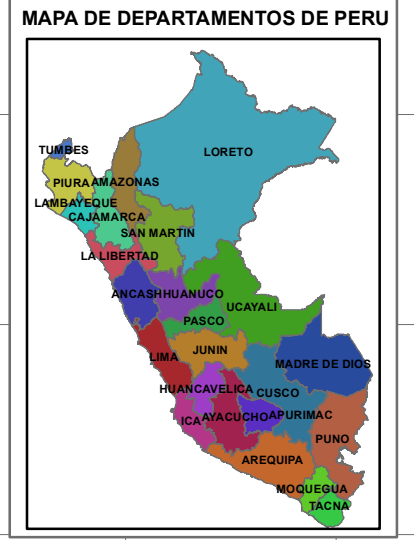 MAPA DE DEPARTAMENTOS DE PERU
LORETO
TUMBES
PIURA
AMAZONAS
LAMBAYEQUE
CAJAMARCA
SAN MARTIN
LA LIBERTAD
ANCASH
HUANUCO
UCAYALI
PASCO
LIMA
JUNIN
MADRE DE DIOS
HUANCAVELICA
CUSCO
ICA
AYACUCHO
APURIMAC
PUNO
AREQUIPA
MOQUEGUA
TACNA